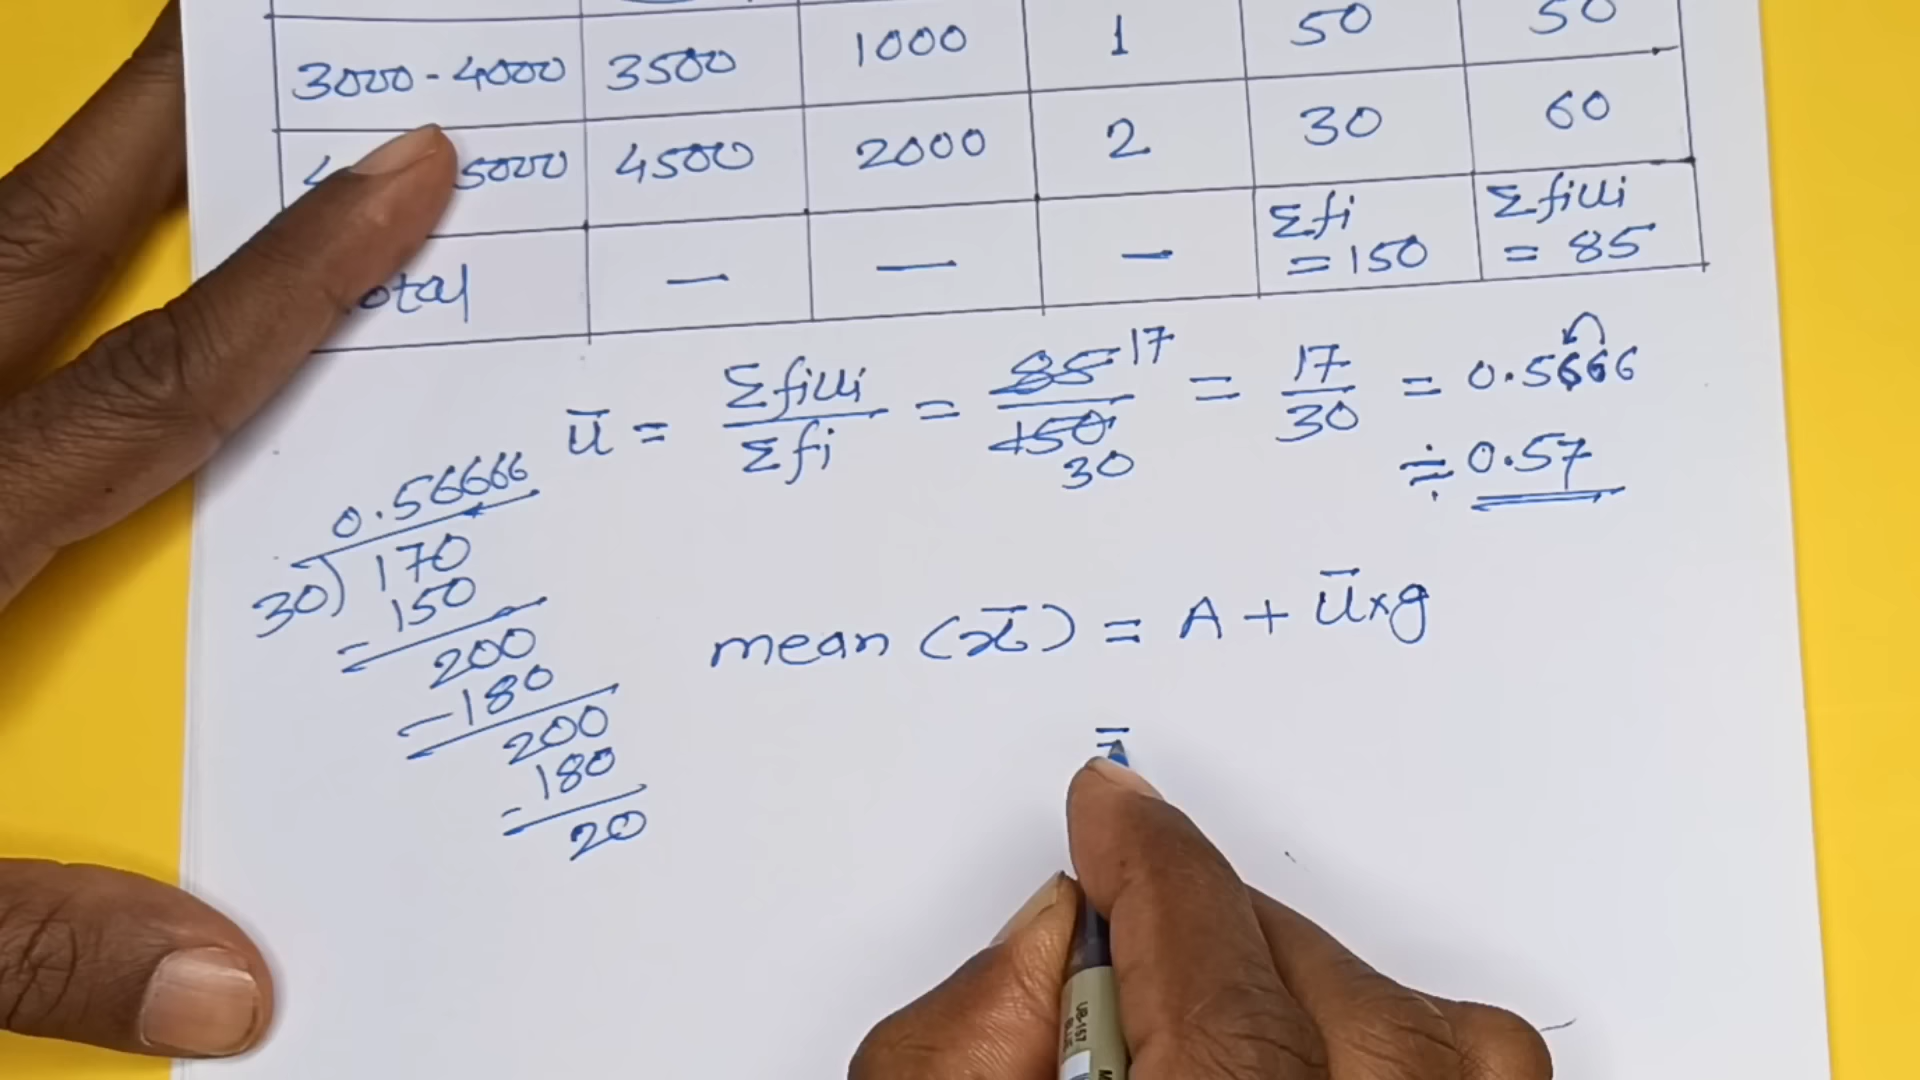 3000-4000 3500 1000 1 50 50
5000 4500 2000 2 30 60
otal — — — Σfi = 150 Σfiui = 85
ū = Σfiui / Σfi = 85 17 / 150 30 = 17/30 = 0.5666
≑ 0.57
0.56666
30) 170
150
= 200
-180
200
- 180
20
mean (x̄) = A + ū×g
=
UB-157